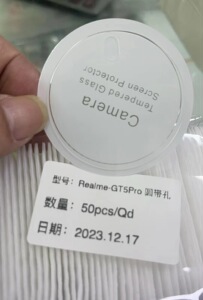 Camera
Tempered Glass
Screen Protector
型号：Realme-GT5Pro 圆带孔
数量：50pcs/Qd
日期：2023.12.17